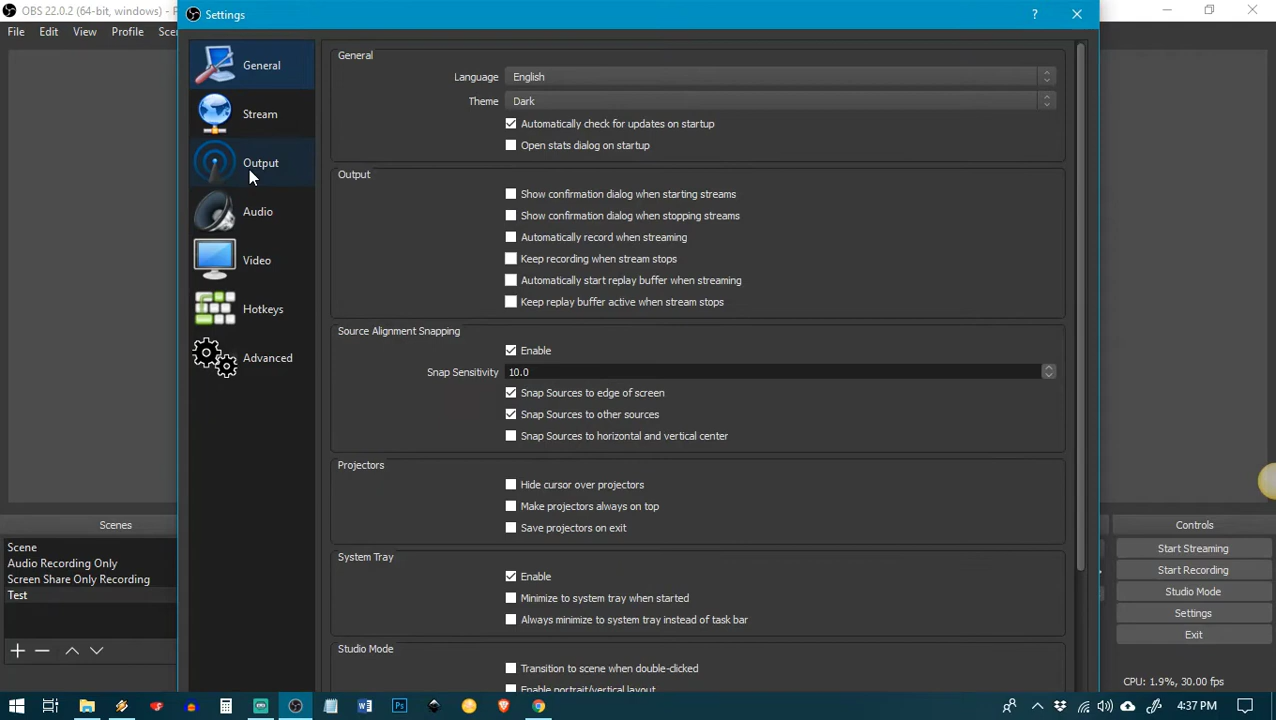 OBS 22.0.2 (64-bit, windows) - P
Settings
?
File Edit View Profile Sce
General
Stream
Output
Audio
Video
Hotkeys
Advanced
General
Language English
Theme Dark
Automatically check for updates on startup
Open stats dialog on startup
Output
Show confirmation dialog when starting streams
Show confirmation dialog when stopping streams
Automatically record when streaming
Keep recording when stream stops
Automatically start replay buffer when streaming
Keep replay buffer active when stream stops
Source Alignment Snapping
Enable
Snap Sensitivity 10.0
Snap Sources to edge of screen
Snap Sources to other sources
Snap Sources to horizontal and vertical center
Projectors
Hide cursor over projectors
Make projectors always on top
Save projectors on exit
System Tray
Enable
Minimize to system tray when started
Always minimize to system tray instead of task bar
Studio Mode
Transition to scene when double-clicked
Enable portrait/vertical layout
Scenes
Scene
Audio Recording Only
Screen Share Only Recording
Test
Controls
Start Streaming
Start Recording
Studio Mode
Settings
Exit
CPU: 1.9%, 30.00 fps
4:37 PM